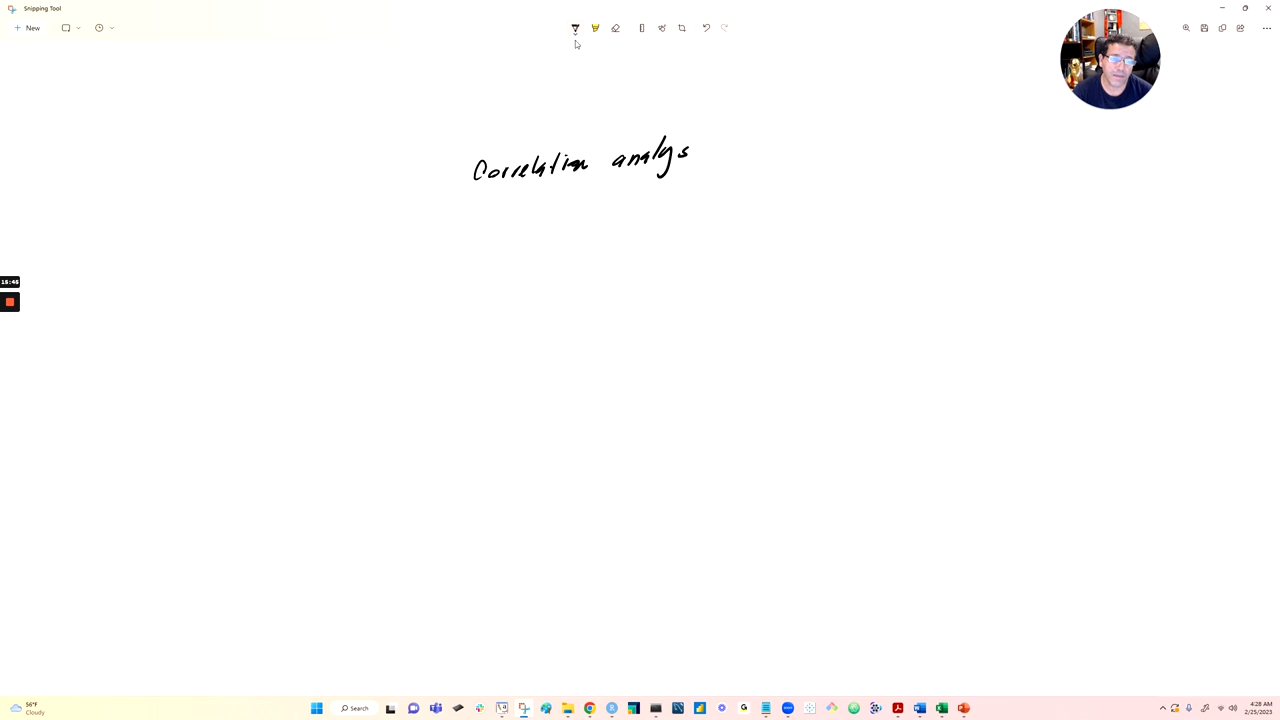 Snipping Tool
New
Correlation analys
15:46
56°F
Cloudy
Search
4:28 AM
2/25/2023